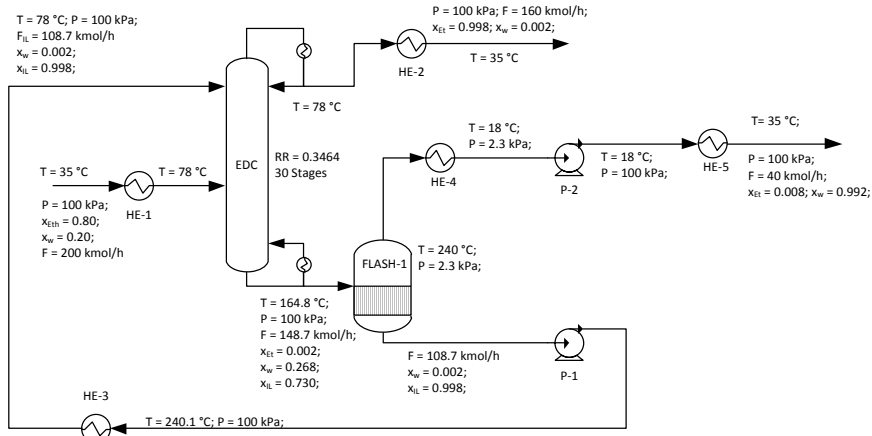 T = 78 °C; P = 100 kPa;
F_IL = 108.7 kmol/h
x_w = 0.002;
x_IL = 0.998;
P = 100 kPa; F = 160 kmol/h
x_Et = 0.998; x_w = 0.002;
T = 35 °C
HE-2
T = 78 °C
EDC
RR = 0.3464
30 Stages
T = 35 °C
T = 78 °C
HE-1
P = 100 kPa;
x_Eth = 0.80;
x_w = 0.20;
F = 200 kmol/h
T = 18 °C;
P = 2.3 kPa;
HE-4
P-2
T = 18 °C;
P = 100 kPa;
HE-5
T= 35 °C;
P = 100 kPa;
F = 40 kmol/h;
x_Et = 0.008; x_w = 0.992;
FLASH-1
T = 240 °C;
P = 2.3 kPa;
T = 164.8 °C;
P = 100 kPa;
F = 148.7 kmol/h;
x_Et = 0.002;
x_w = 0.268;
x_IL = 0.730;
F = 108.7 kmol/h
x_w = 0.002;
x_IL = 0.998;
P-1
HE-3
T = 240.1 °C; P = 100 kPa;